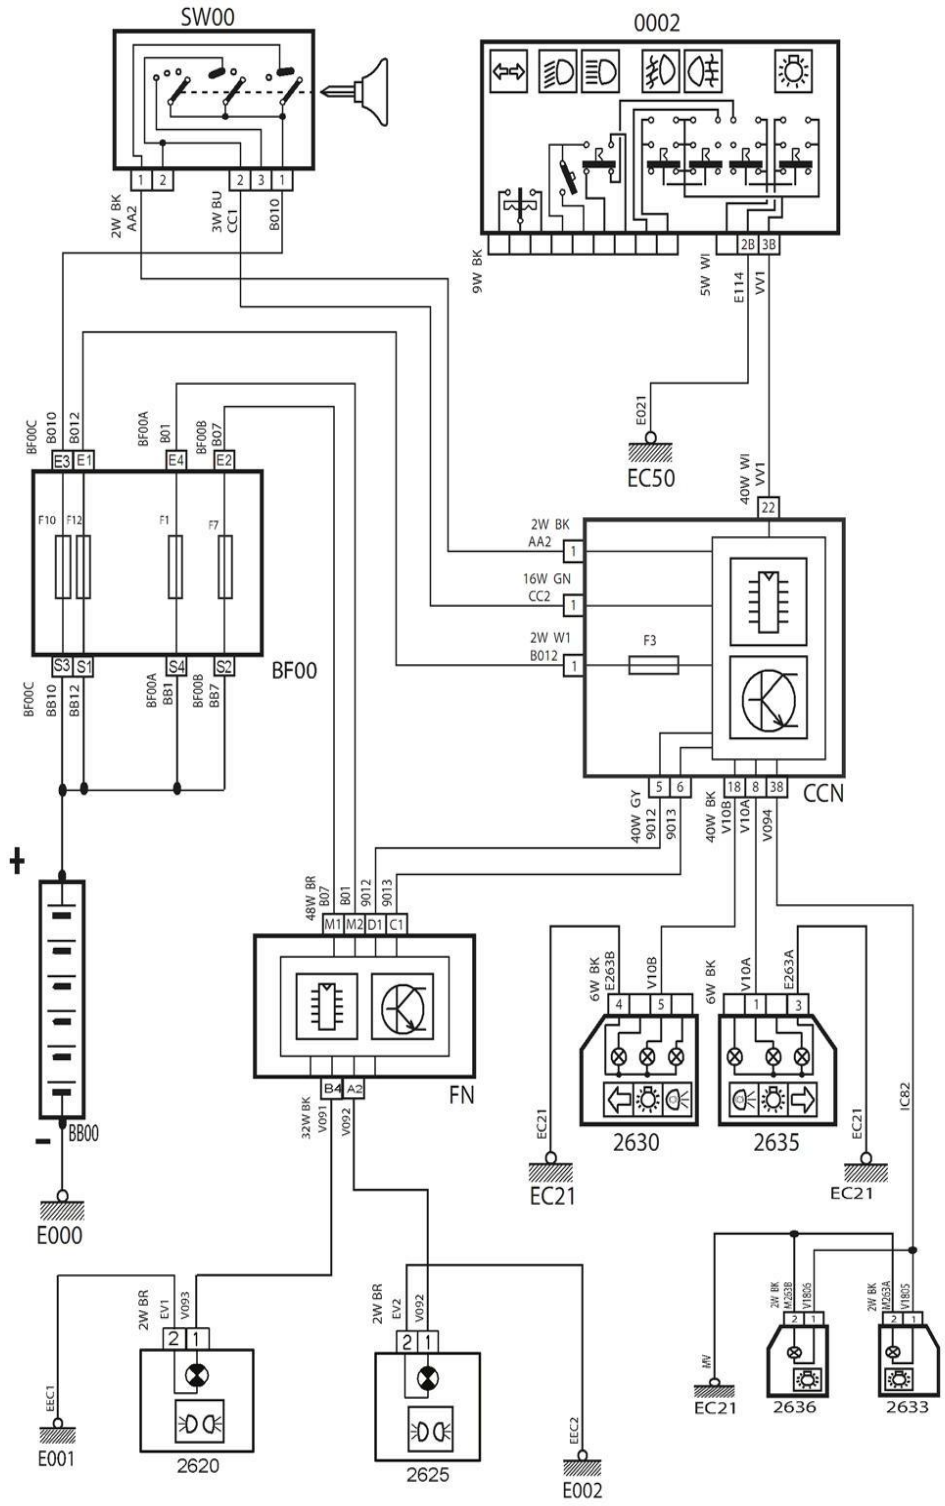 SW00
0002
1 2
2 3 1
2W BK
AA2
3W BU
CC1
B010
9W BK
5W WI
2B 3B
E114
VV1
E021
EC50
BF00C
B010
B012
BF00A
B01
BF00B
B07
E3 E1
E4
E2
F10
F12
F1
F7
S3 S1
S4
S2
BF00
BF00C
BB10
BB12
BF00A
BB1
BF00B
BB7
40W WI
VV1
22
2W BK
AA2
1
16W GN
CC2
1
2W W1
B012
1
F3
5 6
18 8 38
CCN
40W GY
9012
9013
40W BK
V10B
V10A
V094
+
-
BB00
E000
48W BR
B07
B01
9012
9013
M1 M2 D1 C1
B4 A2
FN
32W BK
V091
V092
6W BK
E263B
V10B
6W BK
V10A
E263A
4 5
1 3
2630
2635
EC21
EC21
EC21
EC21
IC82
2W BR
EV1
V093
2 1
EEC1
E001
2620
2W BR
EV2
V092
2 1
EEC2
E002
2625
2W BK
M263B
V1806
2W BK
M263A
V1805
2 1
2 1
MV
EC21
2636
2633